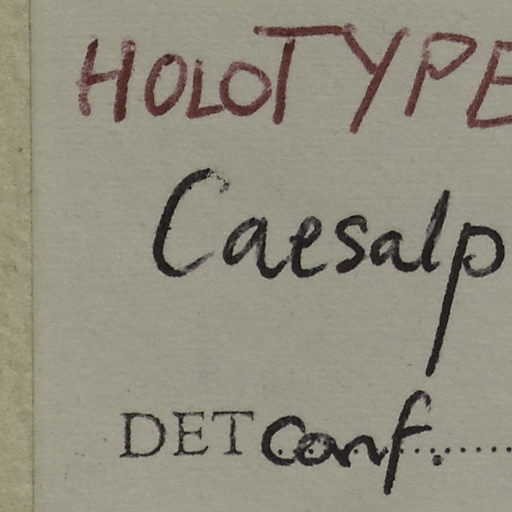 HOLOTYPE
Caesalp
DET conf.